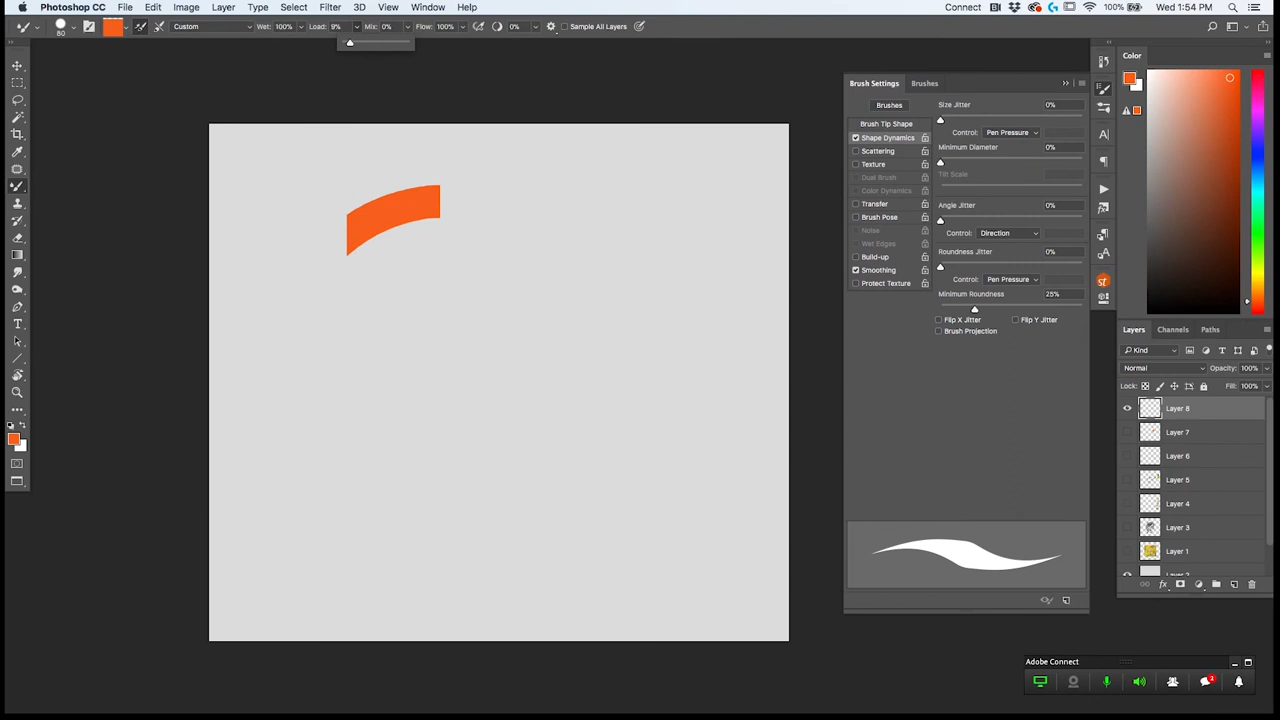 Photoshop CC File Edit Image Layer Type Select Filter 3D View Window Help Connect 100% Wed 1:54 PM
80 Custom Wet: 100% Load: 9% Mix: 0% Flow: 100% 0% Sample All Layers
Color
Brush Settings Brushes
Brushes
Brush Tip Shape
Shape Dynamics
Scattering
Texture
Dual Brush
Color Dynamics
Transfer
Brush Pose
Noise
Wet Edges
Build-up
Smoothing
Protect Texture
Size Jitter 0%
Control: Pen Pressure
Minimum Diameter 0%
Tilt Scale
Angle Jitter 0%
Control: Direction
Roundness Jitter 0%
Control: Pen Pressure
Minimum Roundness 25%
Flip X Jitter Flip Y Jitter
Brush Projection
Layers Channels Paths
Kind
Normal Opacity: 100%
Lock: Fill: 100%
Layer 8
Layer 7
Layer 6
Layer 5
Layer 4
Layer 3
Layer 1
Layer 2
fx
Adobe Connect